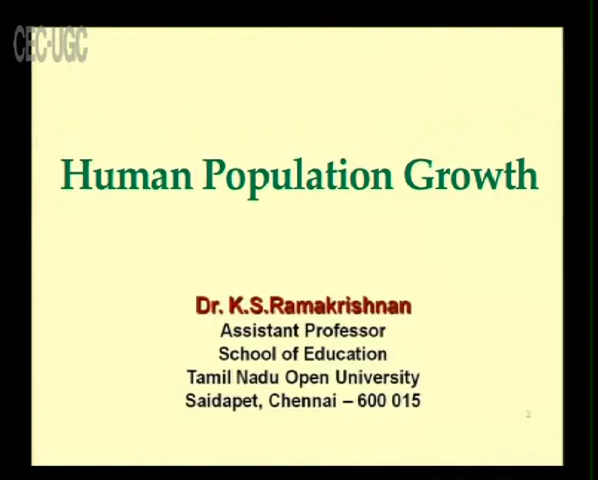 CEC-UGC
Human Population Growth
Dr. K.S.Ramakrishnan
Assistant Professor
School of Education
Tamil Nadu Open University
Saidapet, Chennai – 600 015
2